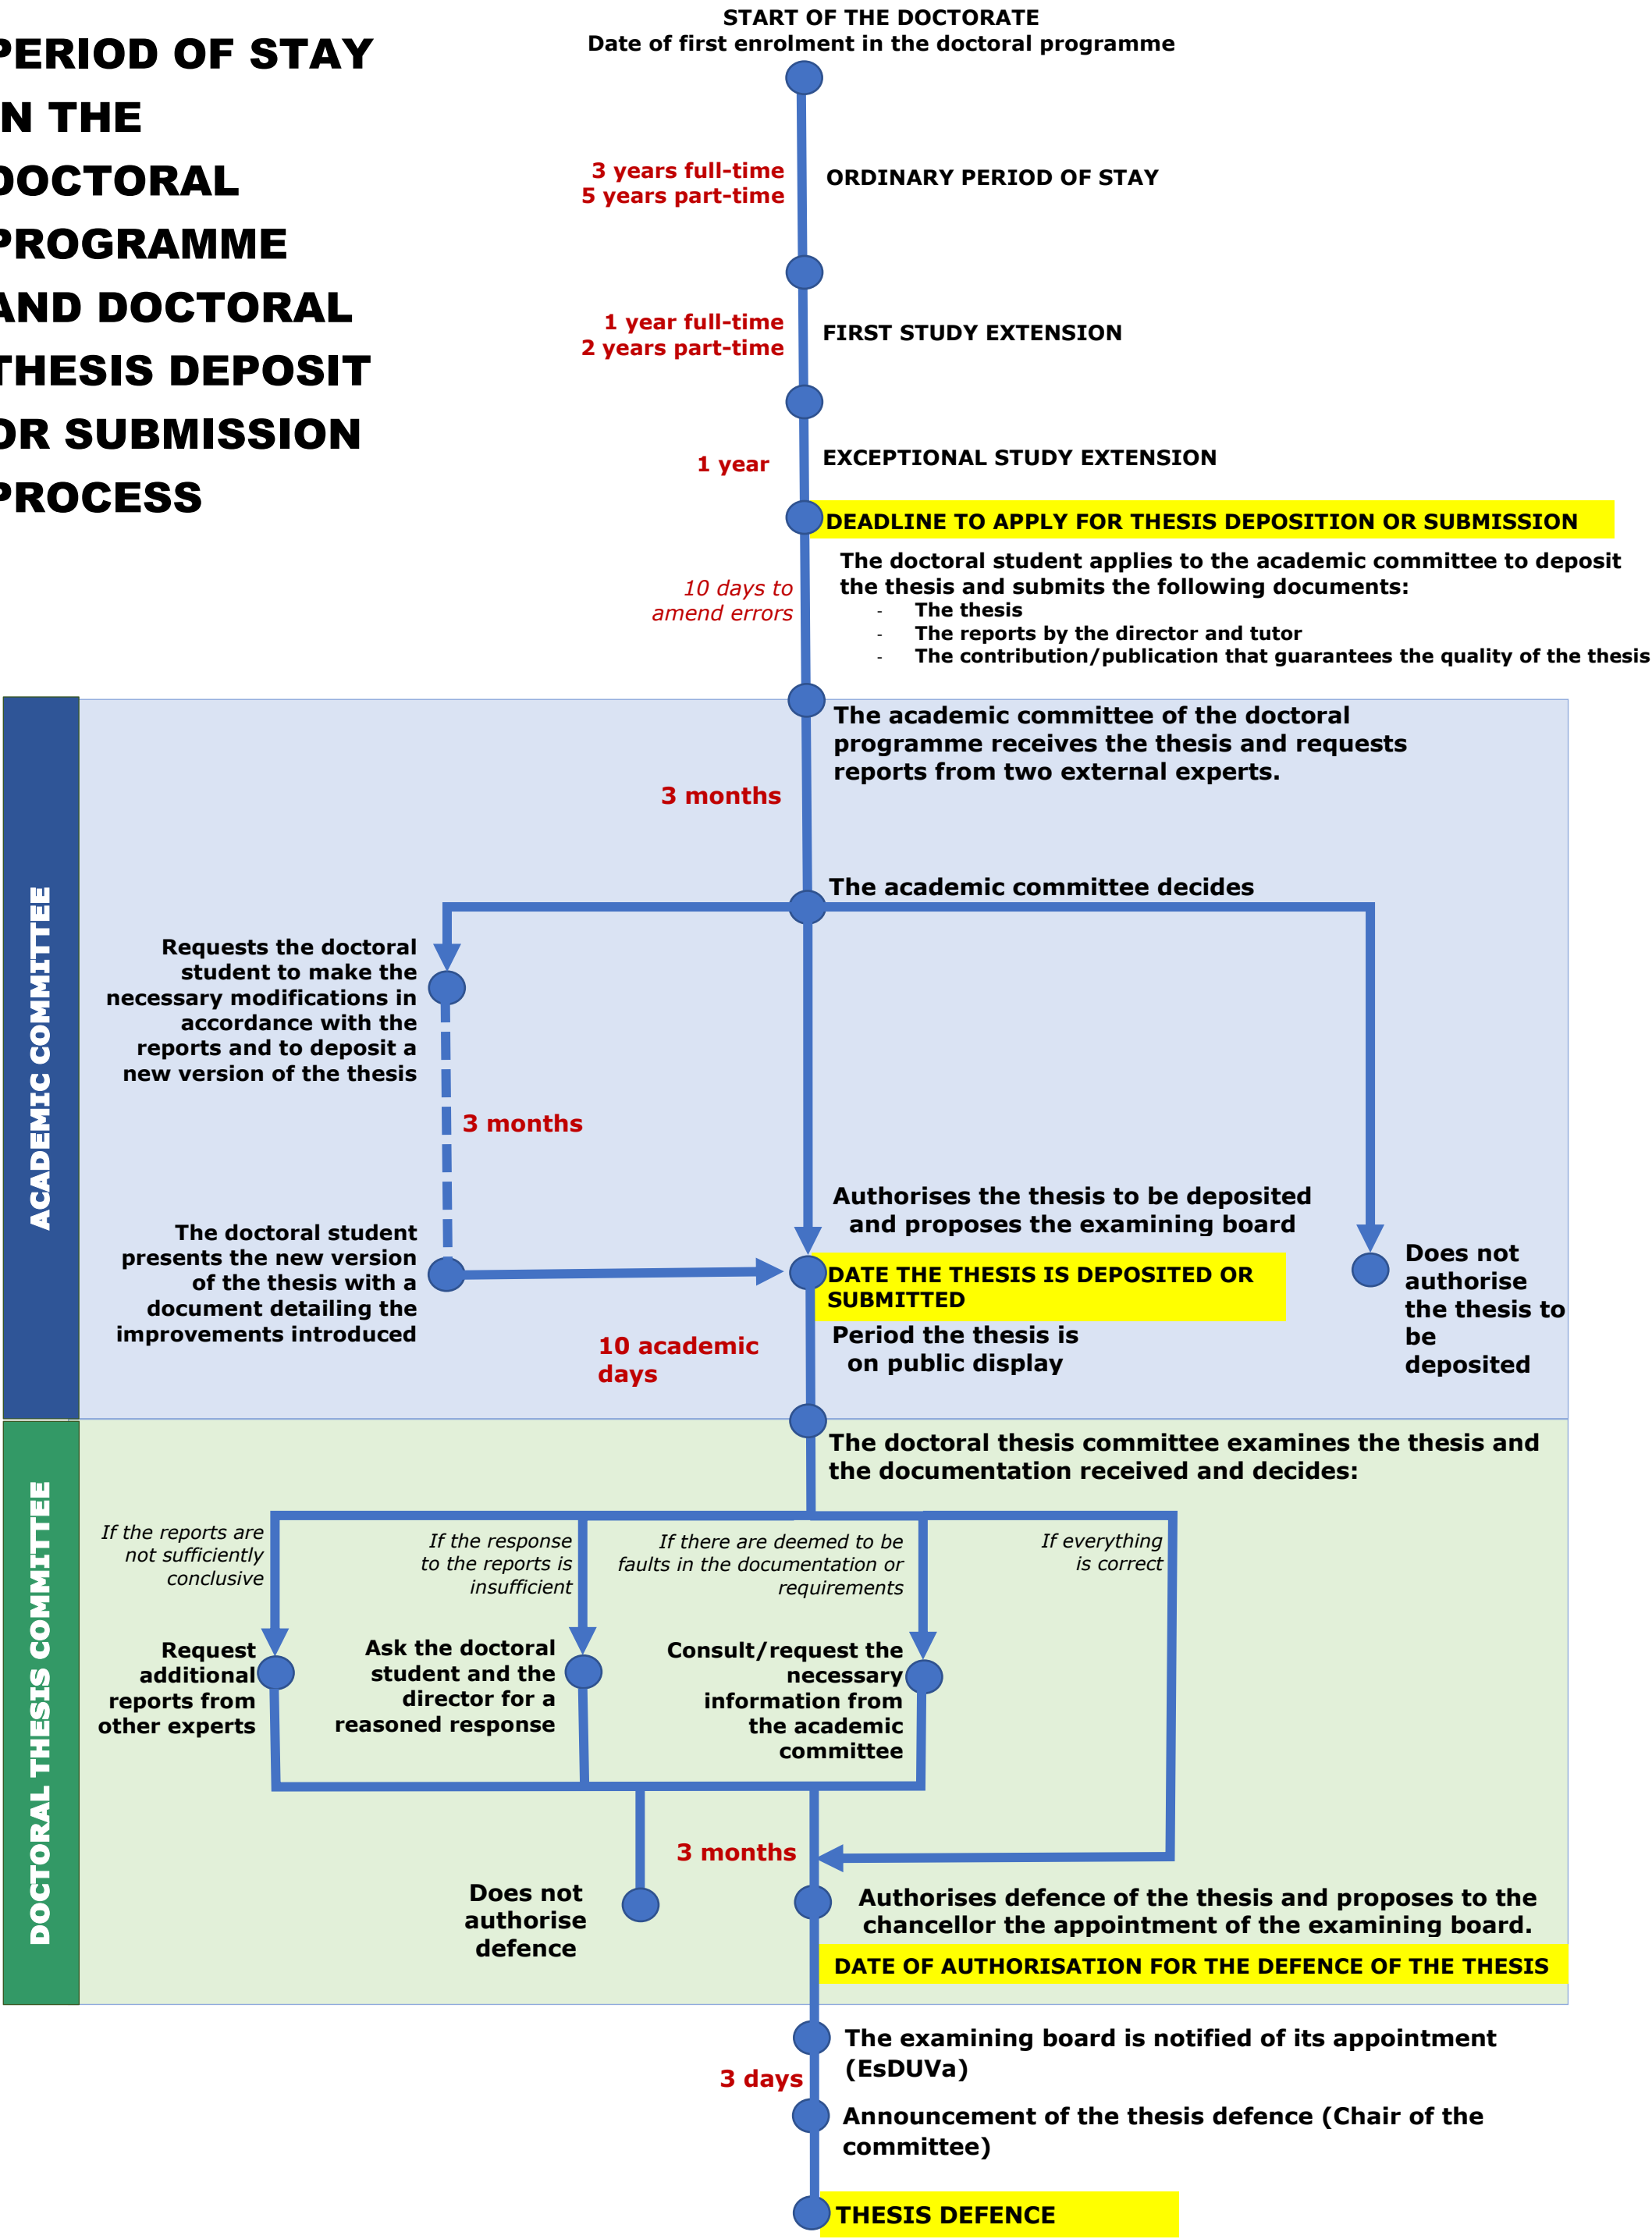 START OF THE DOCTORATE
Date of first enrolment in the doctoral programme
PERIOD OF STAY
IN THE
DOCTORAL
PROGRAMME
AND DOCTORAL
THESIS DEPOSIT
OR SUBMISSION
PROCESS
3 years full-time
5 years part-time
ORDINARY PERIOD OF STAY
1 year full-time
2 years part-time
FIRST STUDY EXTENSION
1 year
EXCEPTIONAL STUDY EXTENSION
DEADLINE TO APPLY FOR THESIS DEPOSITION OR SUBMISSION
The doctoral student applies to the academic committee to deposit
the thesis and submits the following documents:
- The thesis
- The reports by the director and tutor
- The contribution/publication that guarantees the quality of the thesis
10 days to
amend errors
ACADEMIC COMMITTEE
The academic committee of the doctoral
programme receives the thesis and requests
reports from two external experts.
3 months
The academic committee decides
Requests the doctoral
student to make the
necessary modifications in
accordance with the
reports and to deposit a
new version of the thesis
3 months
The doctoral student
presents the new version
of the thesis with a
document detailing the
improvements introduced
Authorises the thesis to be deposited
and proposes the examining board
DATE THE THESIS IS DEPOSITED OR
SUBMITTED
Period the thesis is
on public display
10 academic
days
Does not
authorise
the thesis to
be
deposited
DOCTORAL THESIS COMMITTEE
The doctoral thesis committee examines the thesis and
the documentation received and decides:
If the reports are
not sufficiently
conclusive
If the response
to the reports is
insufficient
If there are deemed to be
faults in the documentation or
requirements
If everything
is correct
Request
additional
reports from
other experts
Ask the doctoral
student and the
director for a
reasoned response
Consult/request the
necessary
information from
the academic
committee
3 months
Does not
authorise
defence
Authorises defence of the thesis and proposes to the
chancellor the appointment of the examining board.
DATE OF AUTHORISATION FOR THE DEFENCE OF THE THESIS
The examining board is notified of its appointment
(EsDUVa)
3 days
Announcement of the thesis defence (Chair of the
committee)
THESIS DEFENCE